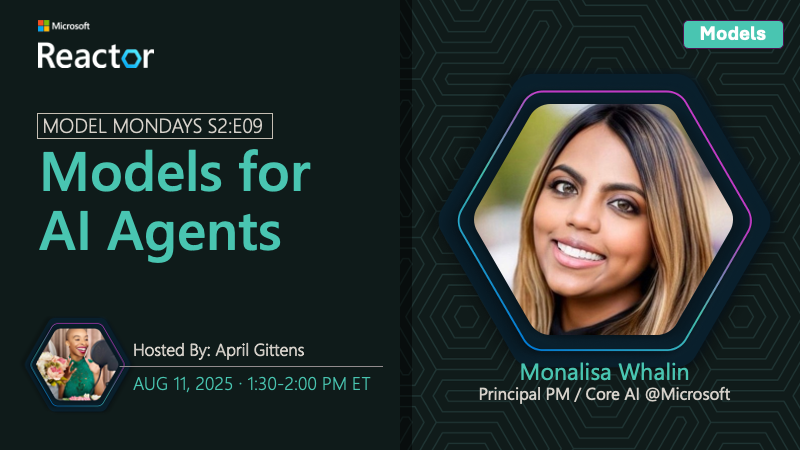 Microsoft
Reactor
Models
MODEL MONDAYS S2:E09
Models for
AI Agents
Hosted By: April Gittens
AUG 11, 2025 · 1:30-2:00 PM ET
Monalisa Whalin
Principal PM / Core AI @Microsoft